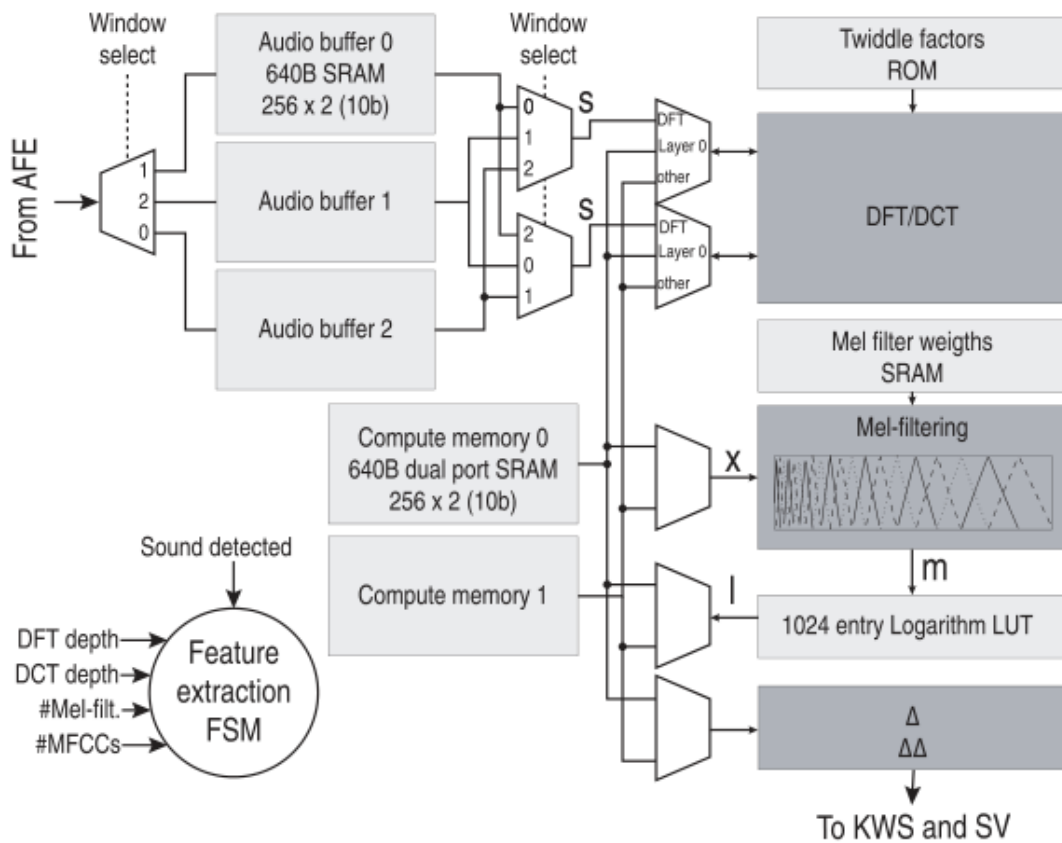 Window
select
Audio buffer 0
640B SRAM
256 x 2 (10b)
Window
select
Twiddle factors
ROM
From AFE
1
2
0
Audio buffer 1
Audio buffer 2
0
1
2
S
2
0
1
S
DFT
Layer 0
other
DFT
Layer 0
other
DFT/DCT
Mel filter weigths
SRAM
Compute memory 0
640B dual port SRAM
256 x 2 (10b)
X
Mel-filtering
m
Compute memory 1
l
1024 entry Logarithm LUT
Sound detected
DFT depth
DCT depth
#Mel-filt.
#MFCCs
Feature
extraction
FSM
Δ
ΔΔ
To KWS and SV